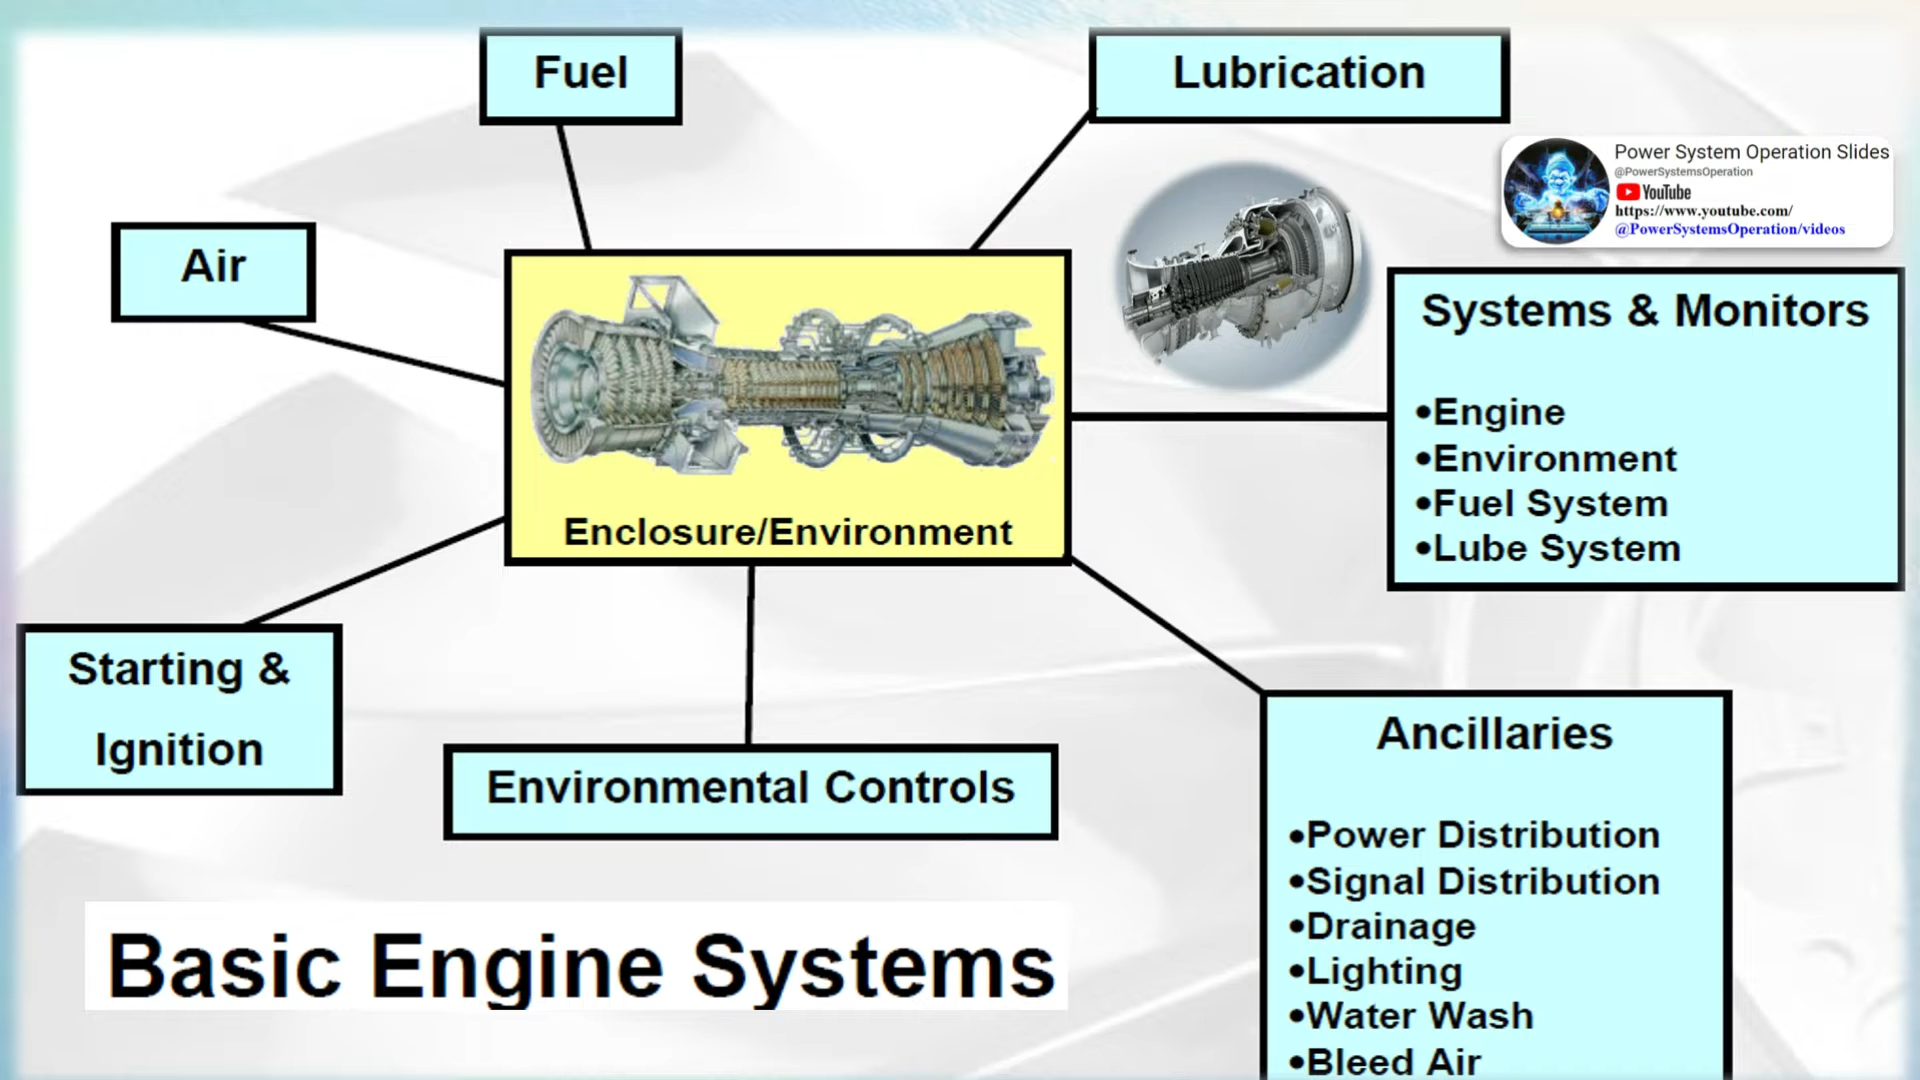 Fuel
Lubrication
Power System Operation Slides
@PowerSystemsOperation
YouTube
https://www.youtube.com/
@PowerSystemsOperation/videos
Air
Systems & Monitors
•Engine
•Environment
•Fuel System
•Lube System
Enclosure/Environment
Starting &
Ignition
Environmental Controls
Ancillaries
•Power Distribution
•Signal Distribution
•Drainage
•Lighting
•Water Wash
•Bleed Air
Basic Engine Systems